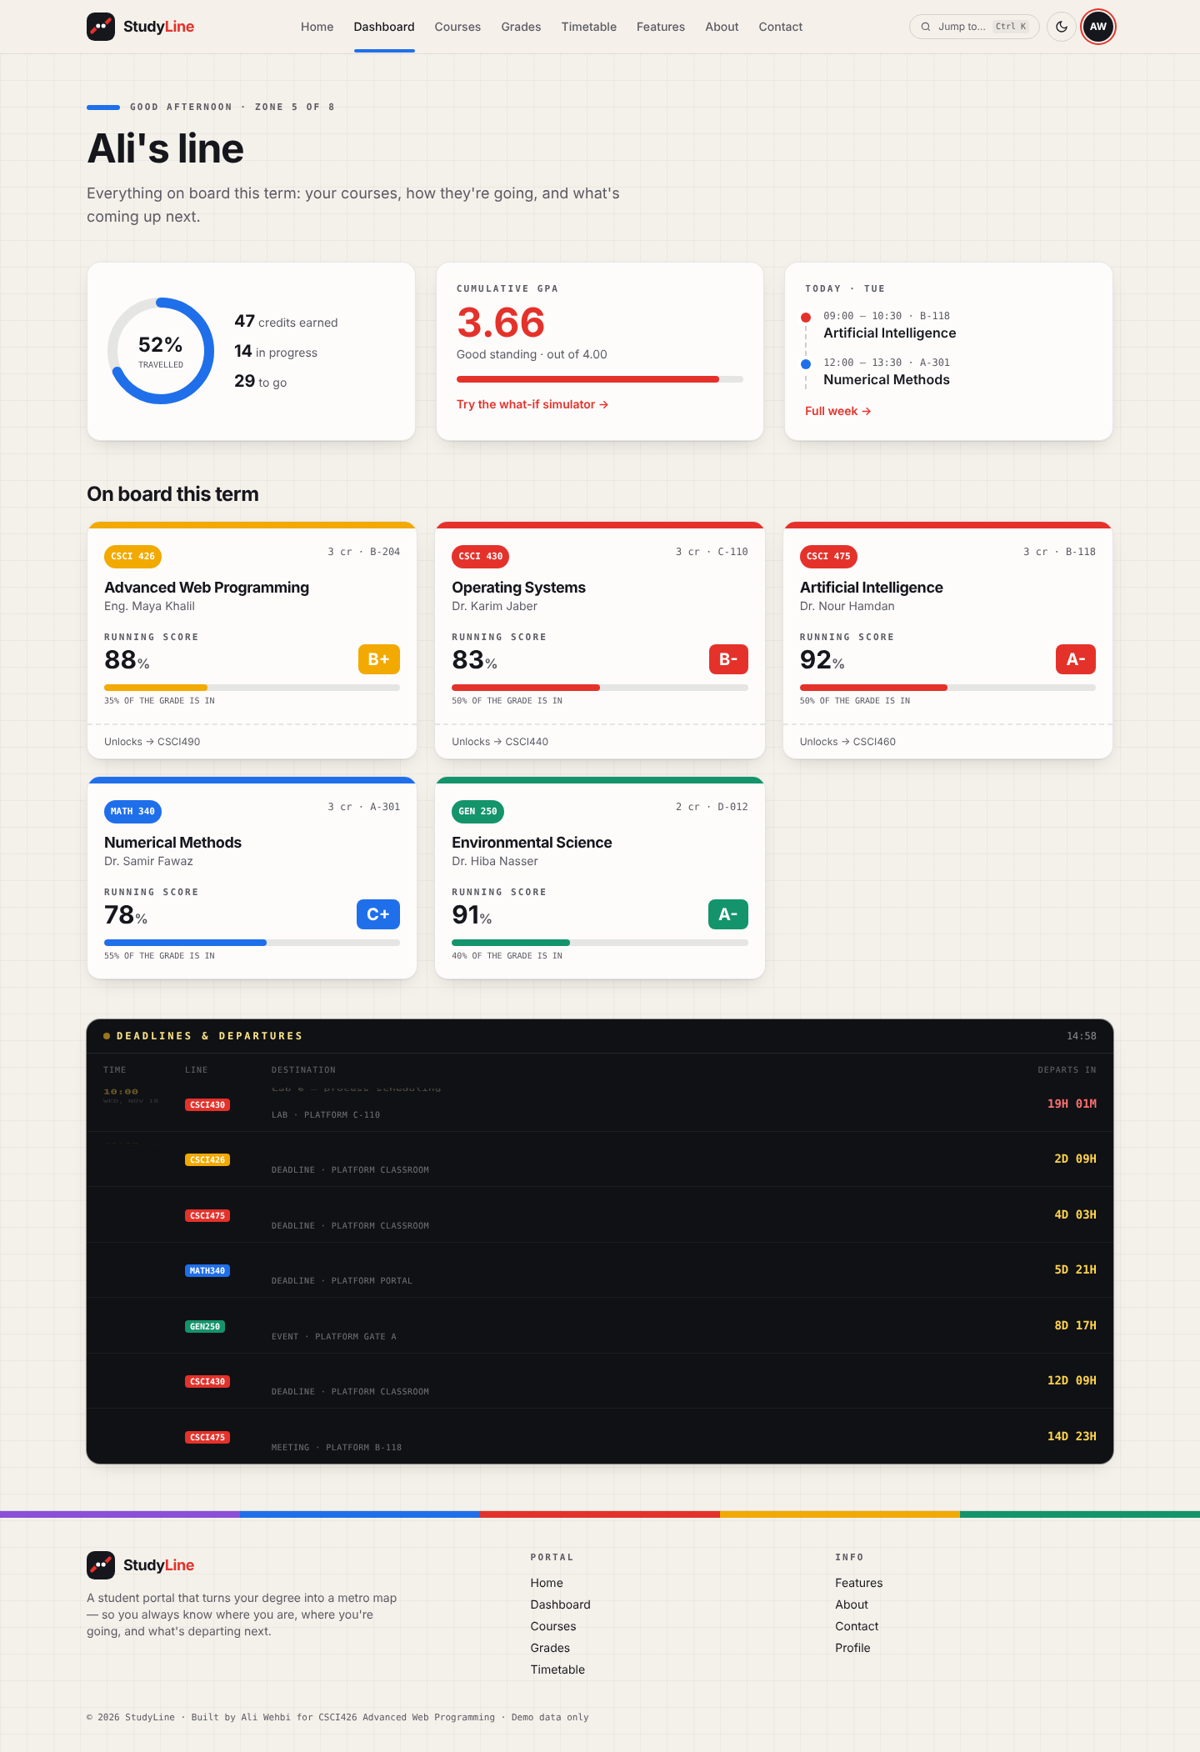 StudyLine
Home Dashboard Courses Grades Timetable Features About Contact
Jump to... Ctrl K
AW
GOOD AFTERNOON · ZONE 5 OF 8
Ali's line
Everything on board this term: your courses, how they're going, and what's
coming up next.
52%
TRAVELLED
47 credits earned
14 in progress
29 to go
CUMULATIVE GPA
3.66
Good standing · out of 4.00
Try the what-if simulator →
TODAY · TUE
09:00 — 10:30 · B-118
Artificial Intelligence
12:00 — 13:30 · A-301
Numerical Methods
Full week →
On board this term
CSCI 426 3 cr · B-204
Advanced Web Programming
Eng. Maya Khalil
RUNNING SCORE
88% B+
35% OF THE GRADE IS IN
Unlocks → CSCI490
CSCI 430 3 cr · C-110
Operating Systems
Dr. Karim Jaber
RUNNING SCORE
83% B-
50% OF THE GRADE IS IN
Unlocks → CSCI440
CSCI 475 3 cr · B-118
Artificial Intelligence
Dr. Nour Hamdan
RUNNING SCORE
92% A-
50% OF THE GRADE IS IN
Unlocks → CSCI460
MATH 340 3 cr · A-301
Numerical Methods
Dr. Samir Fawaz
RUNNING SCORE
78% C+
55% OF THE GRADE IS IN
GEN 250 2 cr · D-012
Environmental Science
Dr. Hiba Nasser
RUNNING SCORE
91% A-
40% OF THE GRADE IS IN
DEADLINES & DEPARTURES 14:58
TIME LINE DESTINATION DEPARTS IN
10:00
CSCI430 LAB · PLATFORM C-110 19H 01M
CSCI426 DEADLINE · PLATFORM CLASSROOM 2D 09H
CSCI475 DEADLINE · PLATFORM CLASSROOM 4D 03H
MATH340 DEADLINE · PLATFORM PORTAL 5D 21H
GEN250 EVENT · PLATFORM GATE A 8D 17H
CSCI430 DEADLINE · PLATFORM CLASSROOM 12D 09H
CSCI475 MEETING · PLATFORM B-118 14D 23H
StudyLine
A student portal that turns your degree into a metro map
— so you always know where you are, where you're
going, and what's departing next.
PORTAL
Home
Dashboard
Courses
Grades
Timetable
INFO
Features
About
Contact
Profile
© 2026 StudyLine · Built by Ali Wehbi for CSCI426 Advanced Web Programming · Demo data only